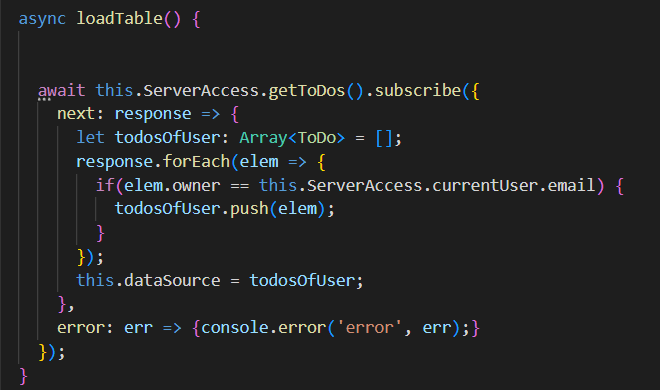 async loadTable() {
await this.ServerAccess.getToDos().subscribe({
next: response => {
let todosOfUser: Array<ToDo> = [];
response.forEach(elem => {
if(elem.owner == this.ServerAccess.currentUser.email) {
todosOfUser.push(elem);
}
});
this.dataSource = todosOfUser;
},
error: err => {console.error('error', err);}
});
}